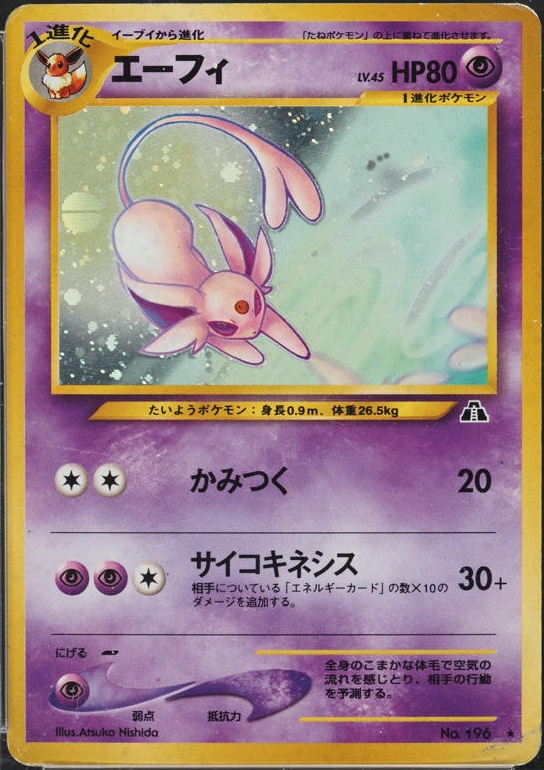 1進化
イーブイから進化
「たねポケモン」の上に重ねて進化させます。
エーフィ
LV.45 HP80
1進化ポケモン
たいようポケモン：身長0.9m、体重26.5kg
かみつく 20
サイコキネシス 30+
相手についている「エネルギーカード」の数×10の
ダメージを追加する。
にげる
全身のこまかな体毛で空気の
流れを感じとり、相手の行動
を予測する。
弱点 抵抗力
Illus.Atsuko Nishida
No. 196 ★